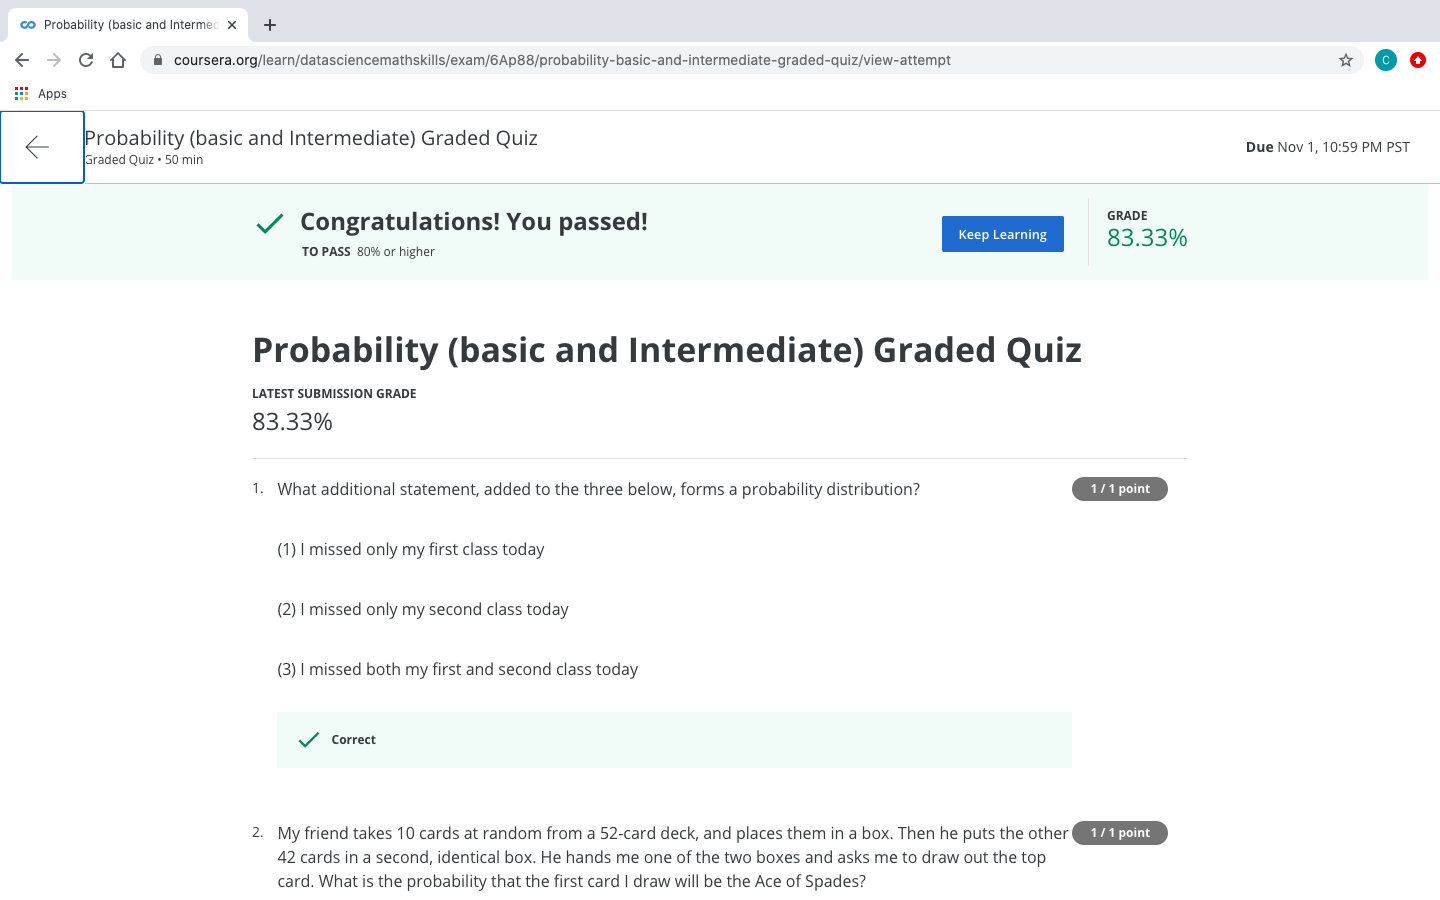 Probability (basic and Intermed
coursera.org/learn/datasciencemathskills/exam/6Ap88/probability-basic-and-intermediate-graded-quiz/view-attempt
C
Apps
Probability (basic and Intermediate) Graded Quiz
Graded Quiz • 50 min
Due Nov 1, 10:59 PM PST
Congratulations! You passed!
TO PASS 80% or higher
Keep Learning
GRADE
83.33%
Probability (basic and Intermediate) Graded Quiz
LATEST SUBMISSION GRADE
83.33%
1. What additional statement, added to the three below, forms a probability distribution?
1 / 1 point
(1) I missed only my first class today
(2) I missed only my second class today
(3) I missed both my first and second class today
Correct
2. My friend takes 10 cards at random from a 52-card deck, and places them in a box. Then he puts the other
1 / 1 point
42 cards in a second, identical box. He hands me one of the two boxes and asks me to draw out the top
card. What is the probability that the first card I draw will be the Ace of Spades?